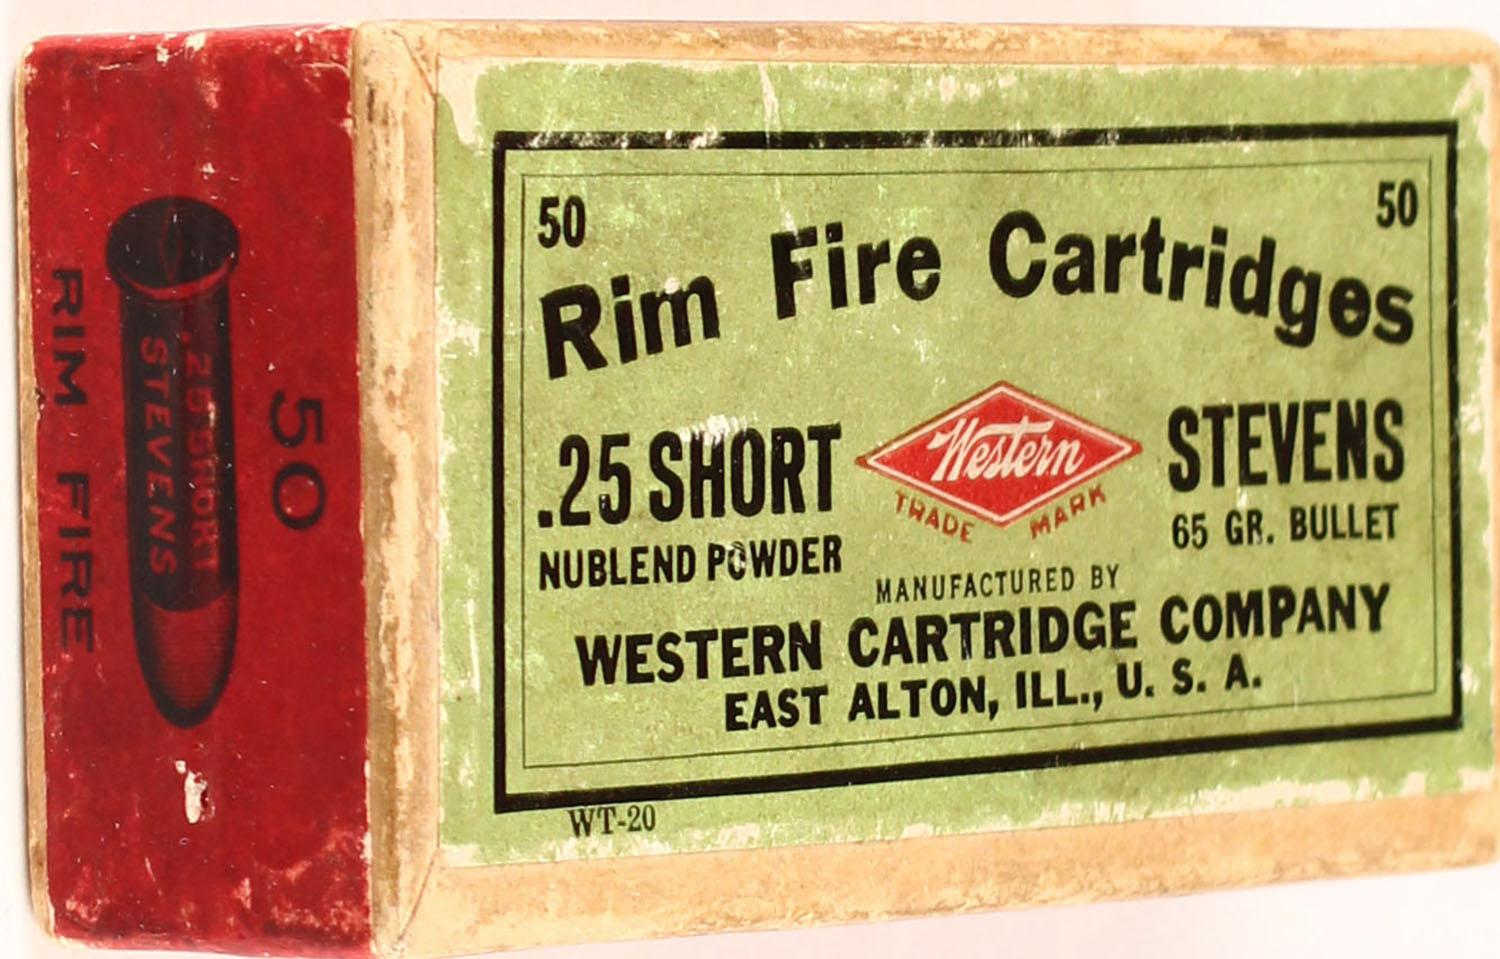 50 50
Rim Fire Cartridges
.25 SHORT
NUBLEND POWDER
Western
TRADE MARK
STEVENS
65 GR. BULLET
MANUFACTURED BY
WESTERN CARTRIDGE COMPANY
EAST ALTON, ILL., U. S. A.
WT-20
50
.25 SHORT
STEVENS
RIM FIRE